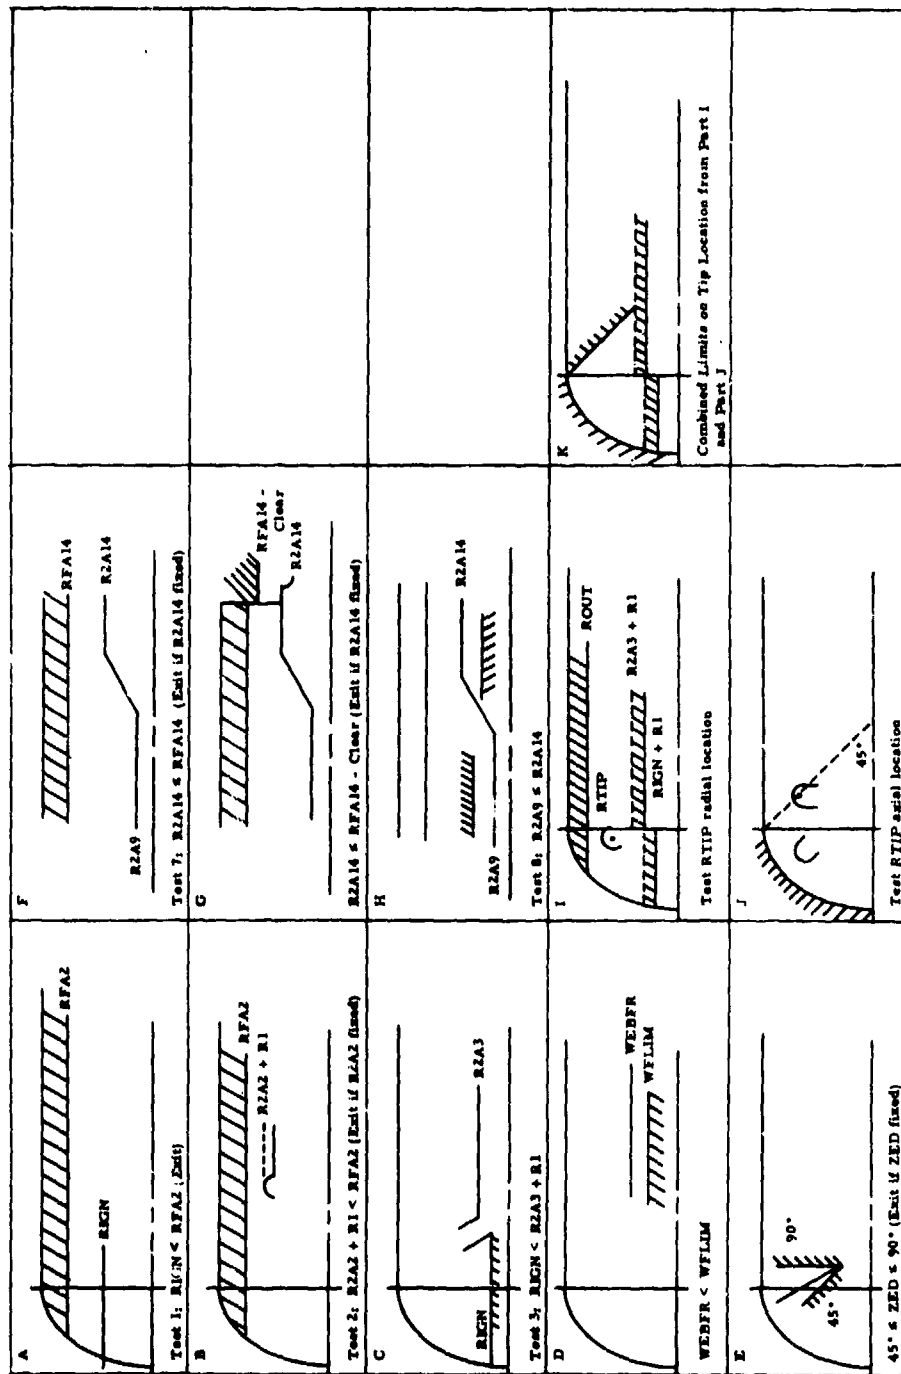 A
RFA2
RIGN
Test 1: RIGN < RFA2 (Exit)
B
RFA2
R2A2 + R1
Test 2: R2A2 + R1 < RFA2 (Exit if R2A2 fixed)
C
RIGN
R2A3
Test 3: RIGN < R2A3 + R1
D
WEBFR
WFLIM
WEBFR < WFLIM
E
90°
45°
45° ≤ ZED ≤ 90° (Exit if ZED fixed)
F
RFA14
R2A14
R2A9
Test 7: R2A14 ≤ RFA14 (Exit if R2A14 fixed)
G
RFA14 -
Clear
R2A14
R2A14 ≤ RFA14 - Clear (Exit if R2A14 fixed)
H
R2A14
R2A9
Test 8: R2A9 ≤ R2A14
I
ROUT
RTIP
R2A3 + R1
RIGN + R1
Test RTIP radial location
J
45°
Test RTIP axial location
K
Combined Limits on Tip Location from Part I
and Part J